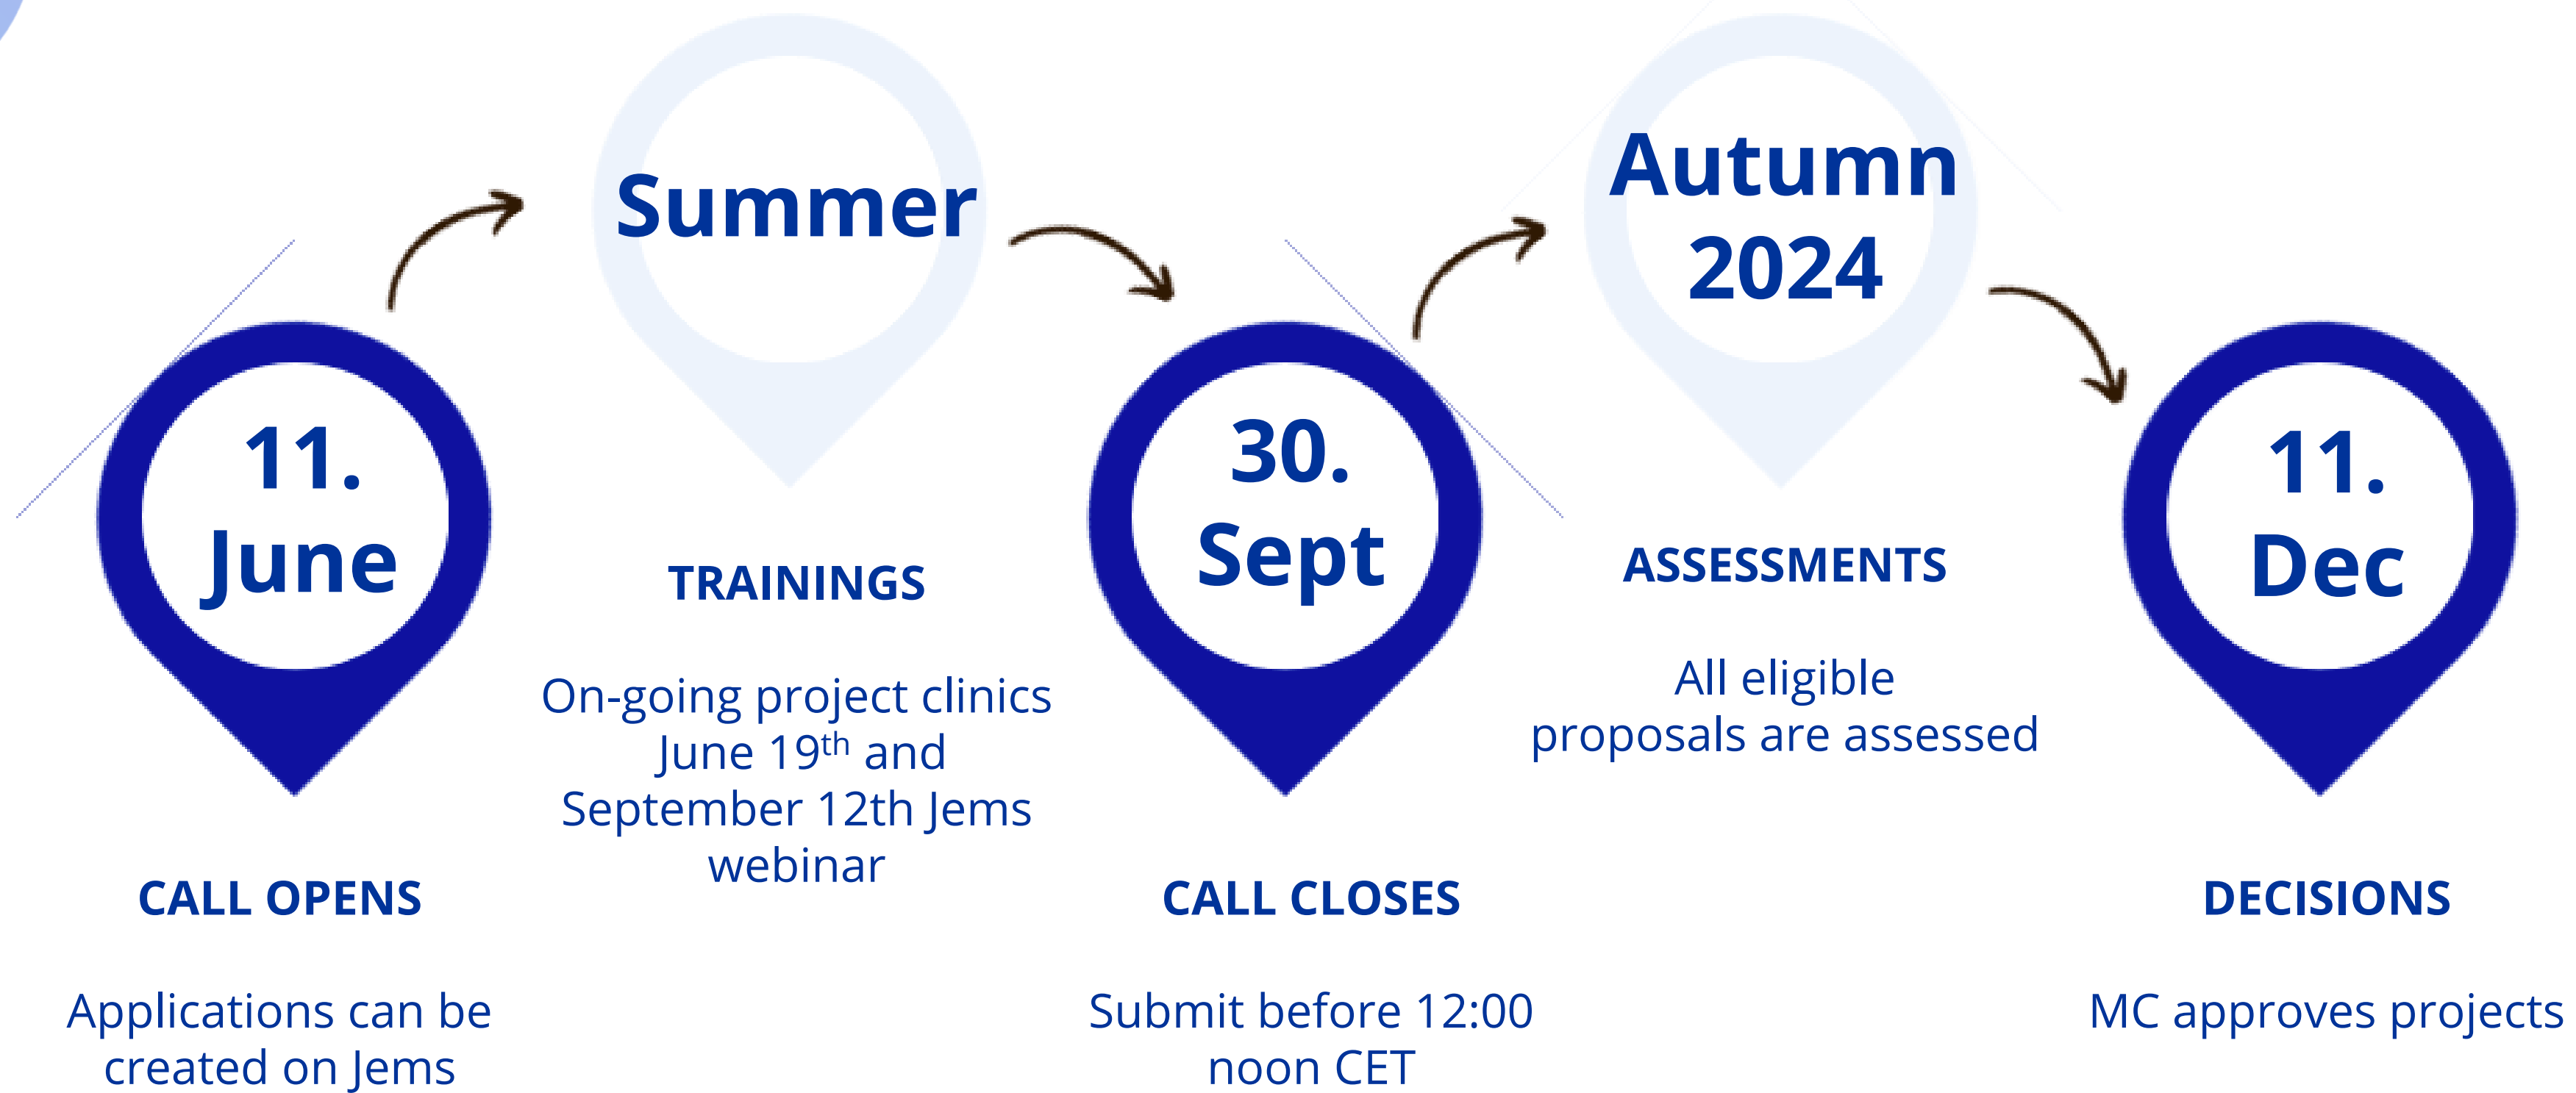 11.
June
CALL OPENS
Applications can be
created on Jems
Summer
TRAININGS
On-going project clinics
June 19th and
September 12th Jems
webinar
30.
Sept
CALL CLOSES
Submit before 12:00
noon CET
Autumn
2024
ASSESSMENTS
All eligible
proposals are assessed
11.
Dec
DECISIONS
MC approves projects